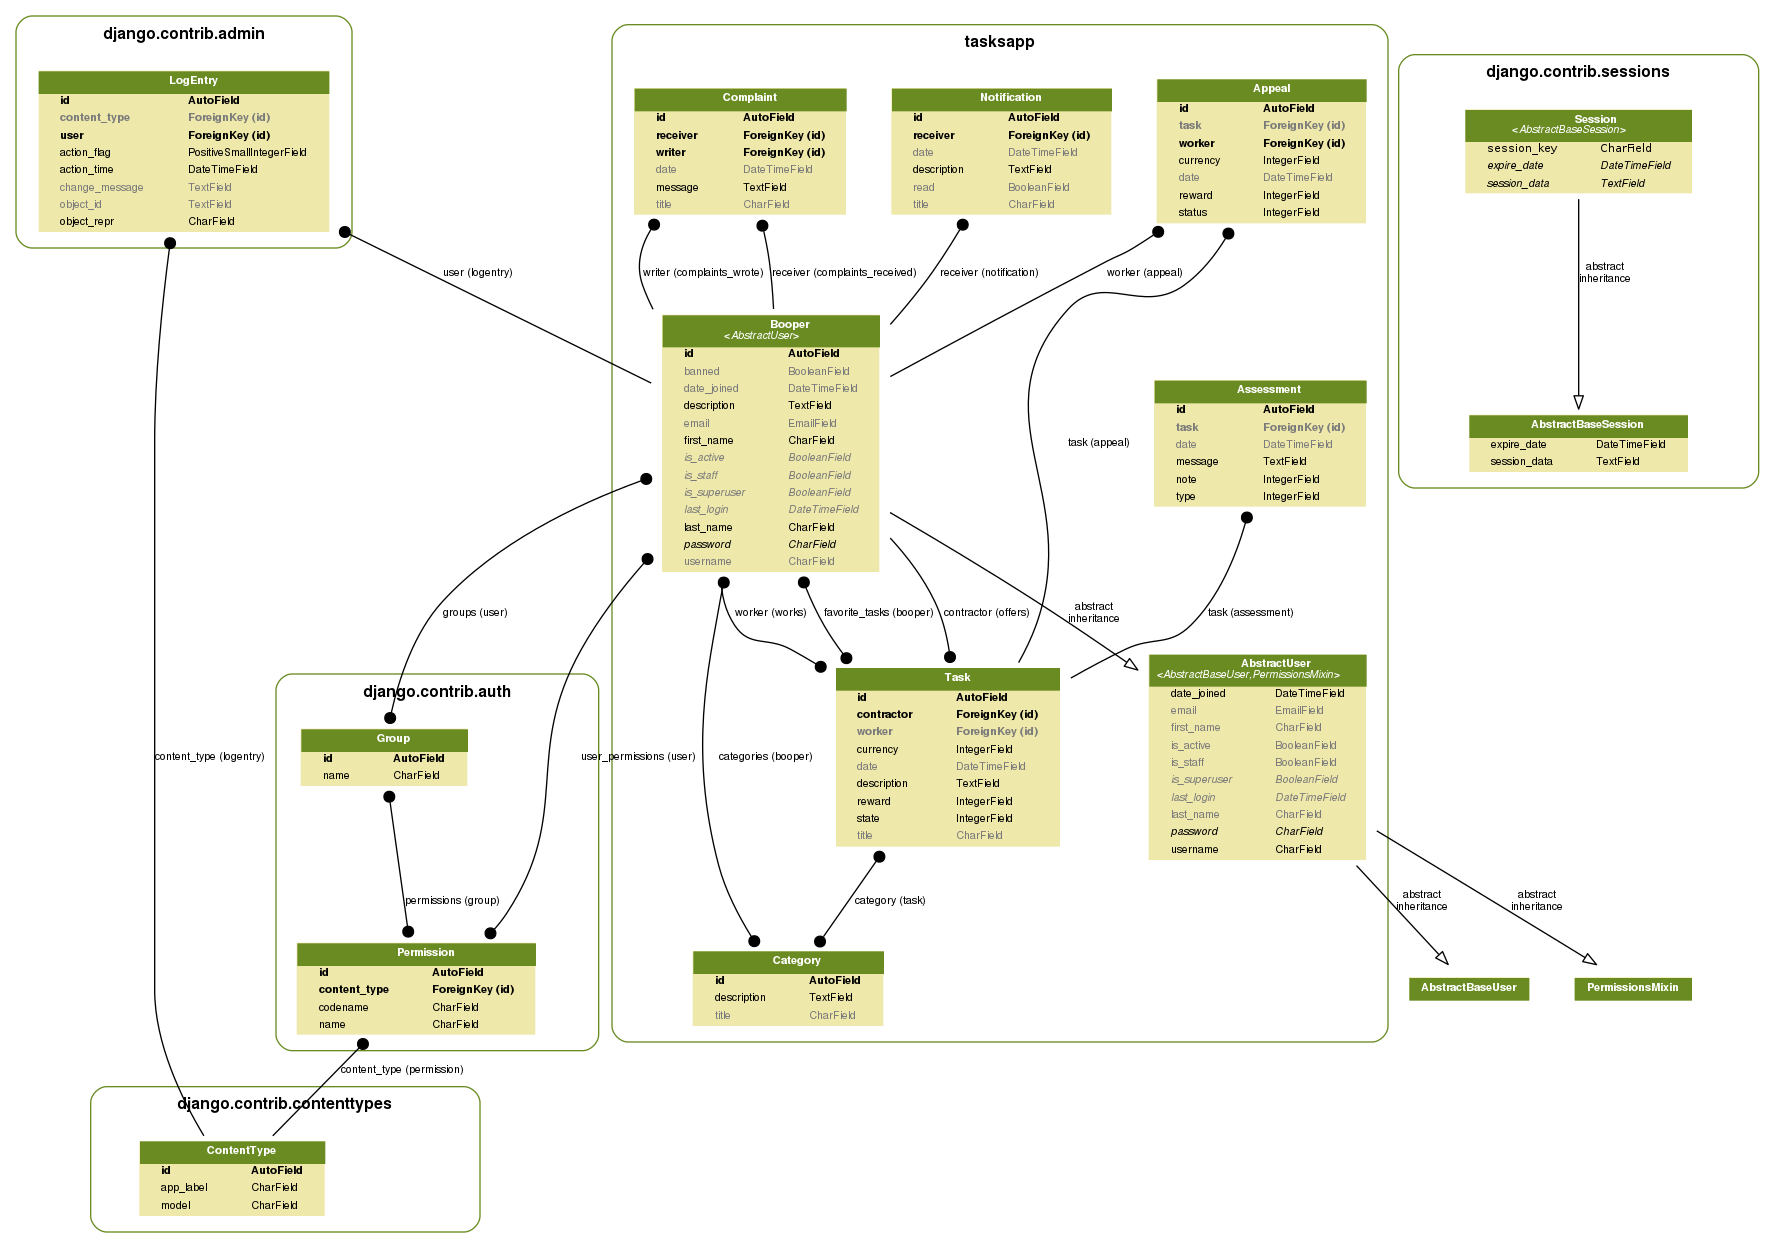 django.contrib.admin
LogEntry
id AutoField
content_type ForeignKey (id)
user ForeignKey (id)
action_flag PositiveSmallIntegerField
action_time DateTimeField
change_message TextField
object_id TextField
object_repr CharField
tasksapp
Complaint
id AutoField
receiver ForeignKey (id)
writer ForeignKey (id)
date DateTimeField
message TextField
title CharField
Notification
id AutoField
receiver ForeignKey (id)
date DateTimeField
description TextField
read BooleanField
title CharField
Appeal
id AutoField
task ForeignKey (id)
worker ForeignKey (id)
currency IntegerField
date DateTimeField
reward IntegerField
status IntegerField
django.contrib.sessions
Session
<AbstractBaseSession>
session_key CharField
expire_date DateTimeField
session_data TextField
abstract
inheritance
AbstractBaseSession
expire_date DateTimeField
session_data TextField
user (logentry)
writer (complaints_wrote)
receiver (complaints_received)
receiver (notification)
worker (appeal)
Booper
<AbstractUser>
id AutoField
banned BooleanField
date_joined DateTimeField
description TextField
email EmailField
first_name CharField
is_active BooleanField
is_staff BooleanField
is_superuser BooleanField
last_login DateTimeField
last_name CharField
password CharField
username CharField
task (appeal)
Assessment
id AutoField
task ForeignKey (id)
date DateTimeField
message TextField
note IntegerField
type IntegerField
groups (user)
worker (works)
favorite_tasks (booper)
contractor (offers)
abstract
inheritance
task (assessment)
django.contrib.auth
Group
id AutoField
name CharField
content_type (logentry)
user_permissions (user)
categories (booper)
Task
id AutoField
contractor ForeignKey (id)
worker ForeignKey (id)
currency IntegerField
date DateTimeField
description TextField
reward IntegerField
state IntegerField
title CharField
AbstractUser
<AbstractBaseUser,PermissionsMixin>
date_joined DateTimeField
email EmailField
first_name CharField
is_active BooleanField
is_staff BooleanField
is_superuser BooleanField
last_login DateTimeField
last_name CharField
password CharField
username CharField
permissions (group)
category (task)
abstract
inheritance
abstract
inheritance
Permission
id AutoField
content_type ForeignKey (id)
codename CharField
name CharField
Category
id AutoField
description TextField
title CharField
AbstractBaseUser
PermissionsMixin
content_type (permission)
django.contrib.contenttypes
ContentType
id AutoField
app_label CharField
model CharField